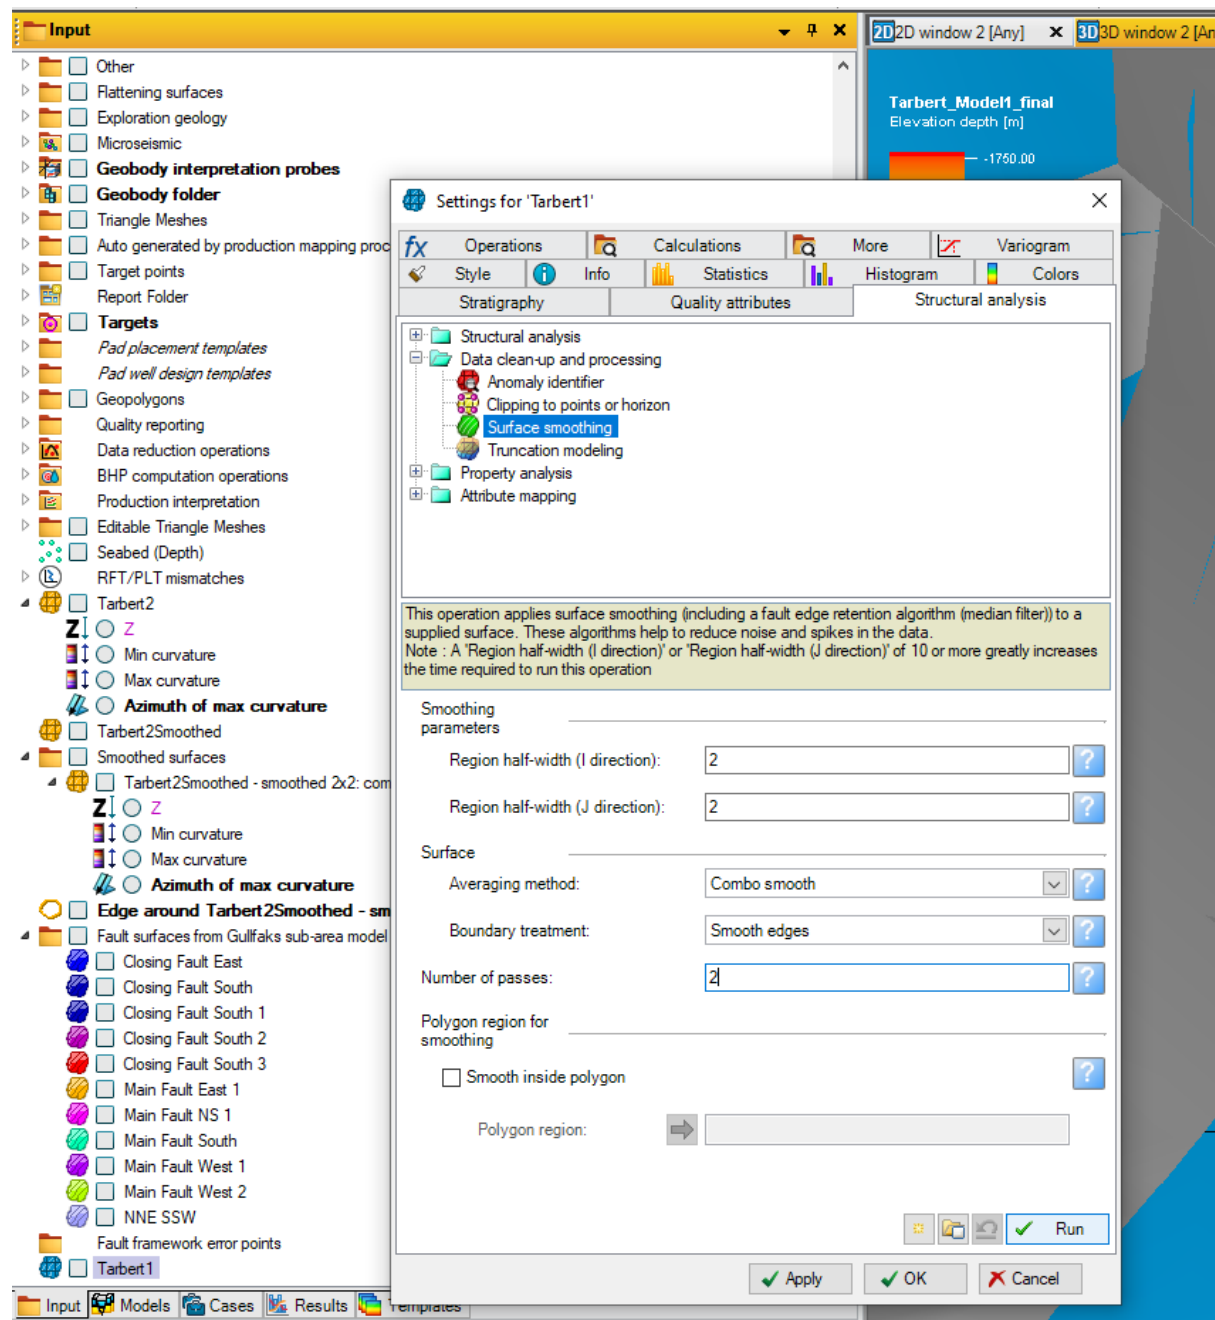 Input
2D 2D window 2 [Any]
3D 3D window 2 [An
Other
Flattening surfaces
Exploration geology
Microseismic
Geobody interpretation probes
Geobody folder
Triangle Meshes
Auto generated by production mapping proc
Target points
Report Folder
Targets
Pad placement templates
Pad well design templates
Geopolygons
Quality reporting
Data reduction operations
BHP computation operations
Production interpretation
Editable Triangle Meshes
Seabed (Depth)
RFT/PLT mismatches
Tarbert2
Z Z
Min curvature
Max curvature
Azimuth of max curvature
Tarbert2Smoothed
Smoothed surfaces
Tarbert2Smoothed - smoothed 2x2: com
Z Z
Min curvature
Max curvature
Azimuth of max curvature
Edge around Tarbert2Smoothed - sm
Fault surfaces from Gullfaks sub-area model
Closing Fault East
Closing Fault South
Closing Fault South 1
Closing Fault South 2
Closing Fault South 3
Main Fault East 1
Main Fault NS 1
Main Fault South
Main Fault West 1
Main Fault West 2
NNE SSW
Fault framework error points
Tarbert1
Input
Models
Cases
Results
Templates
Tarbert_Model1_final
Elevation depth [m]
-1750.00
Settings for 'Tarbert1'
fx Operations
Calculations
More
Variogram
Style
Info
Statistics
Histogram
Colors
Stratigraphy
Quality attributes
Structural analysis
Structural analysis
Data clean-up and processing
Anomaly identifier
Clipping to points or horizon
Surface smoothing
Truncation modeling
Property analysis
Attribute mapping
This operation applies surface smoothing (including a fault edge retention algorithm (median filter)) to a
supplied surface. These algorithms help to reduce noise and spikes in the data.
Note : A 'Region half-width (I direction)' or 'Region half-width (J direction)' of 10 or more greatly increases
the time required to run this operation
Smoothing
parameters
Region half-width (I direction): 2 ?
Region half-width (J direction): 2 ?
Surface
Averaging method: Combo smooth ?
Boundary treatment: Smooth edges ?
Number of passes: 2 ?
Polygon region for
smoothing
Smooth inside polygon ?
Polygon region:
Run
Apply
OK
Cancel